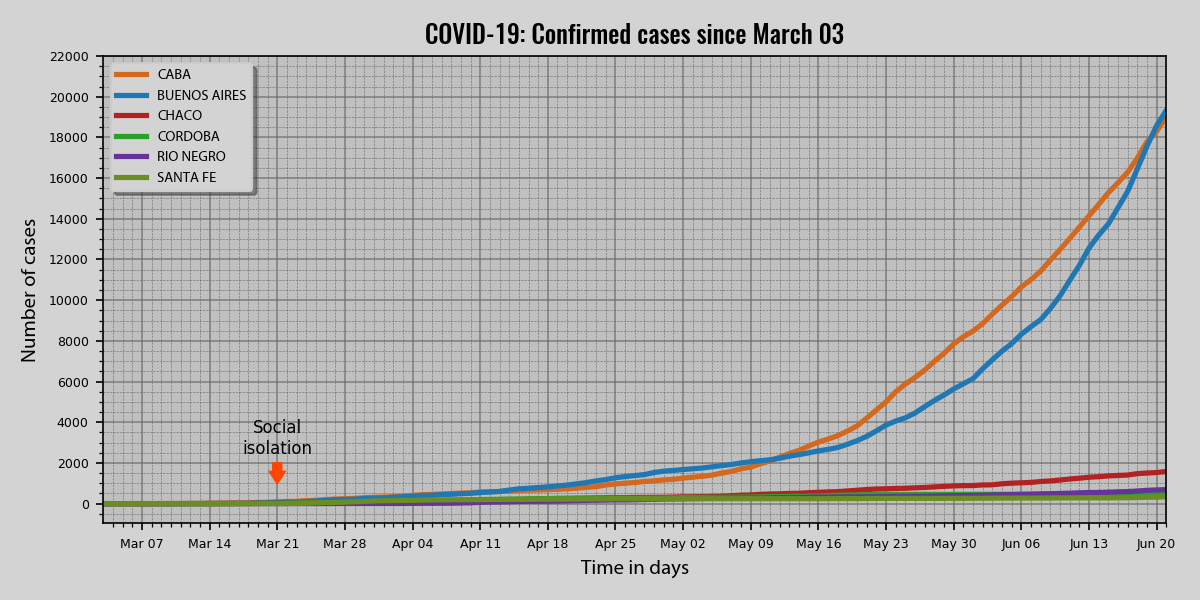 COVID-19: Confirmed cases since March 03
22000
20000
18000
16000
14000
12000
10000
8000
6000
4000
2000
0
Number of cases
CABA
BUENOS AIRES
CHACO
CORDOBA
RIO NEGRO
SANTA FE
Social
isolation
Mar 07 Mar 14 Mar 21 Mar 28 Apr 04 Apr 11 Apr 18 Apr 25 May 02 May 09 May 16 May 23 May 30 Jun 06 Jun 13 Jun 20
Time in days